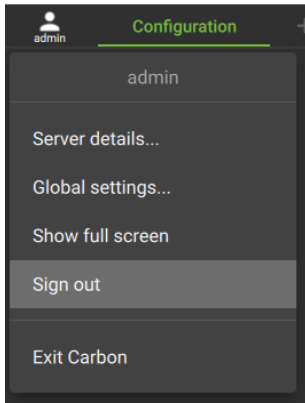 admin
Configuration
admin
Server details...
Global settings...
Show full screen
Sign out
Exit Carbon